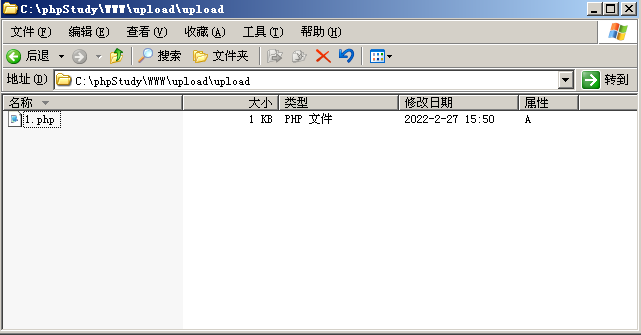 C:\phpStudy\WWW\upload\upload
文件(F) 编辑(E) 查看(V) 收藏(A) 工具(T) 帮助(H)
后退 搜索 文件夹
地址(D) C:\phpStudy\WWW\upload\upload 转到
名称 大小 类型 修改日期 属性
1.php 1 KB PHP 文件 2022-2-27 15:50 A